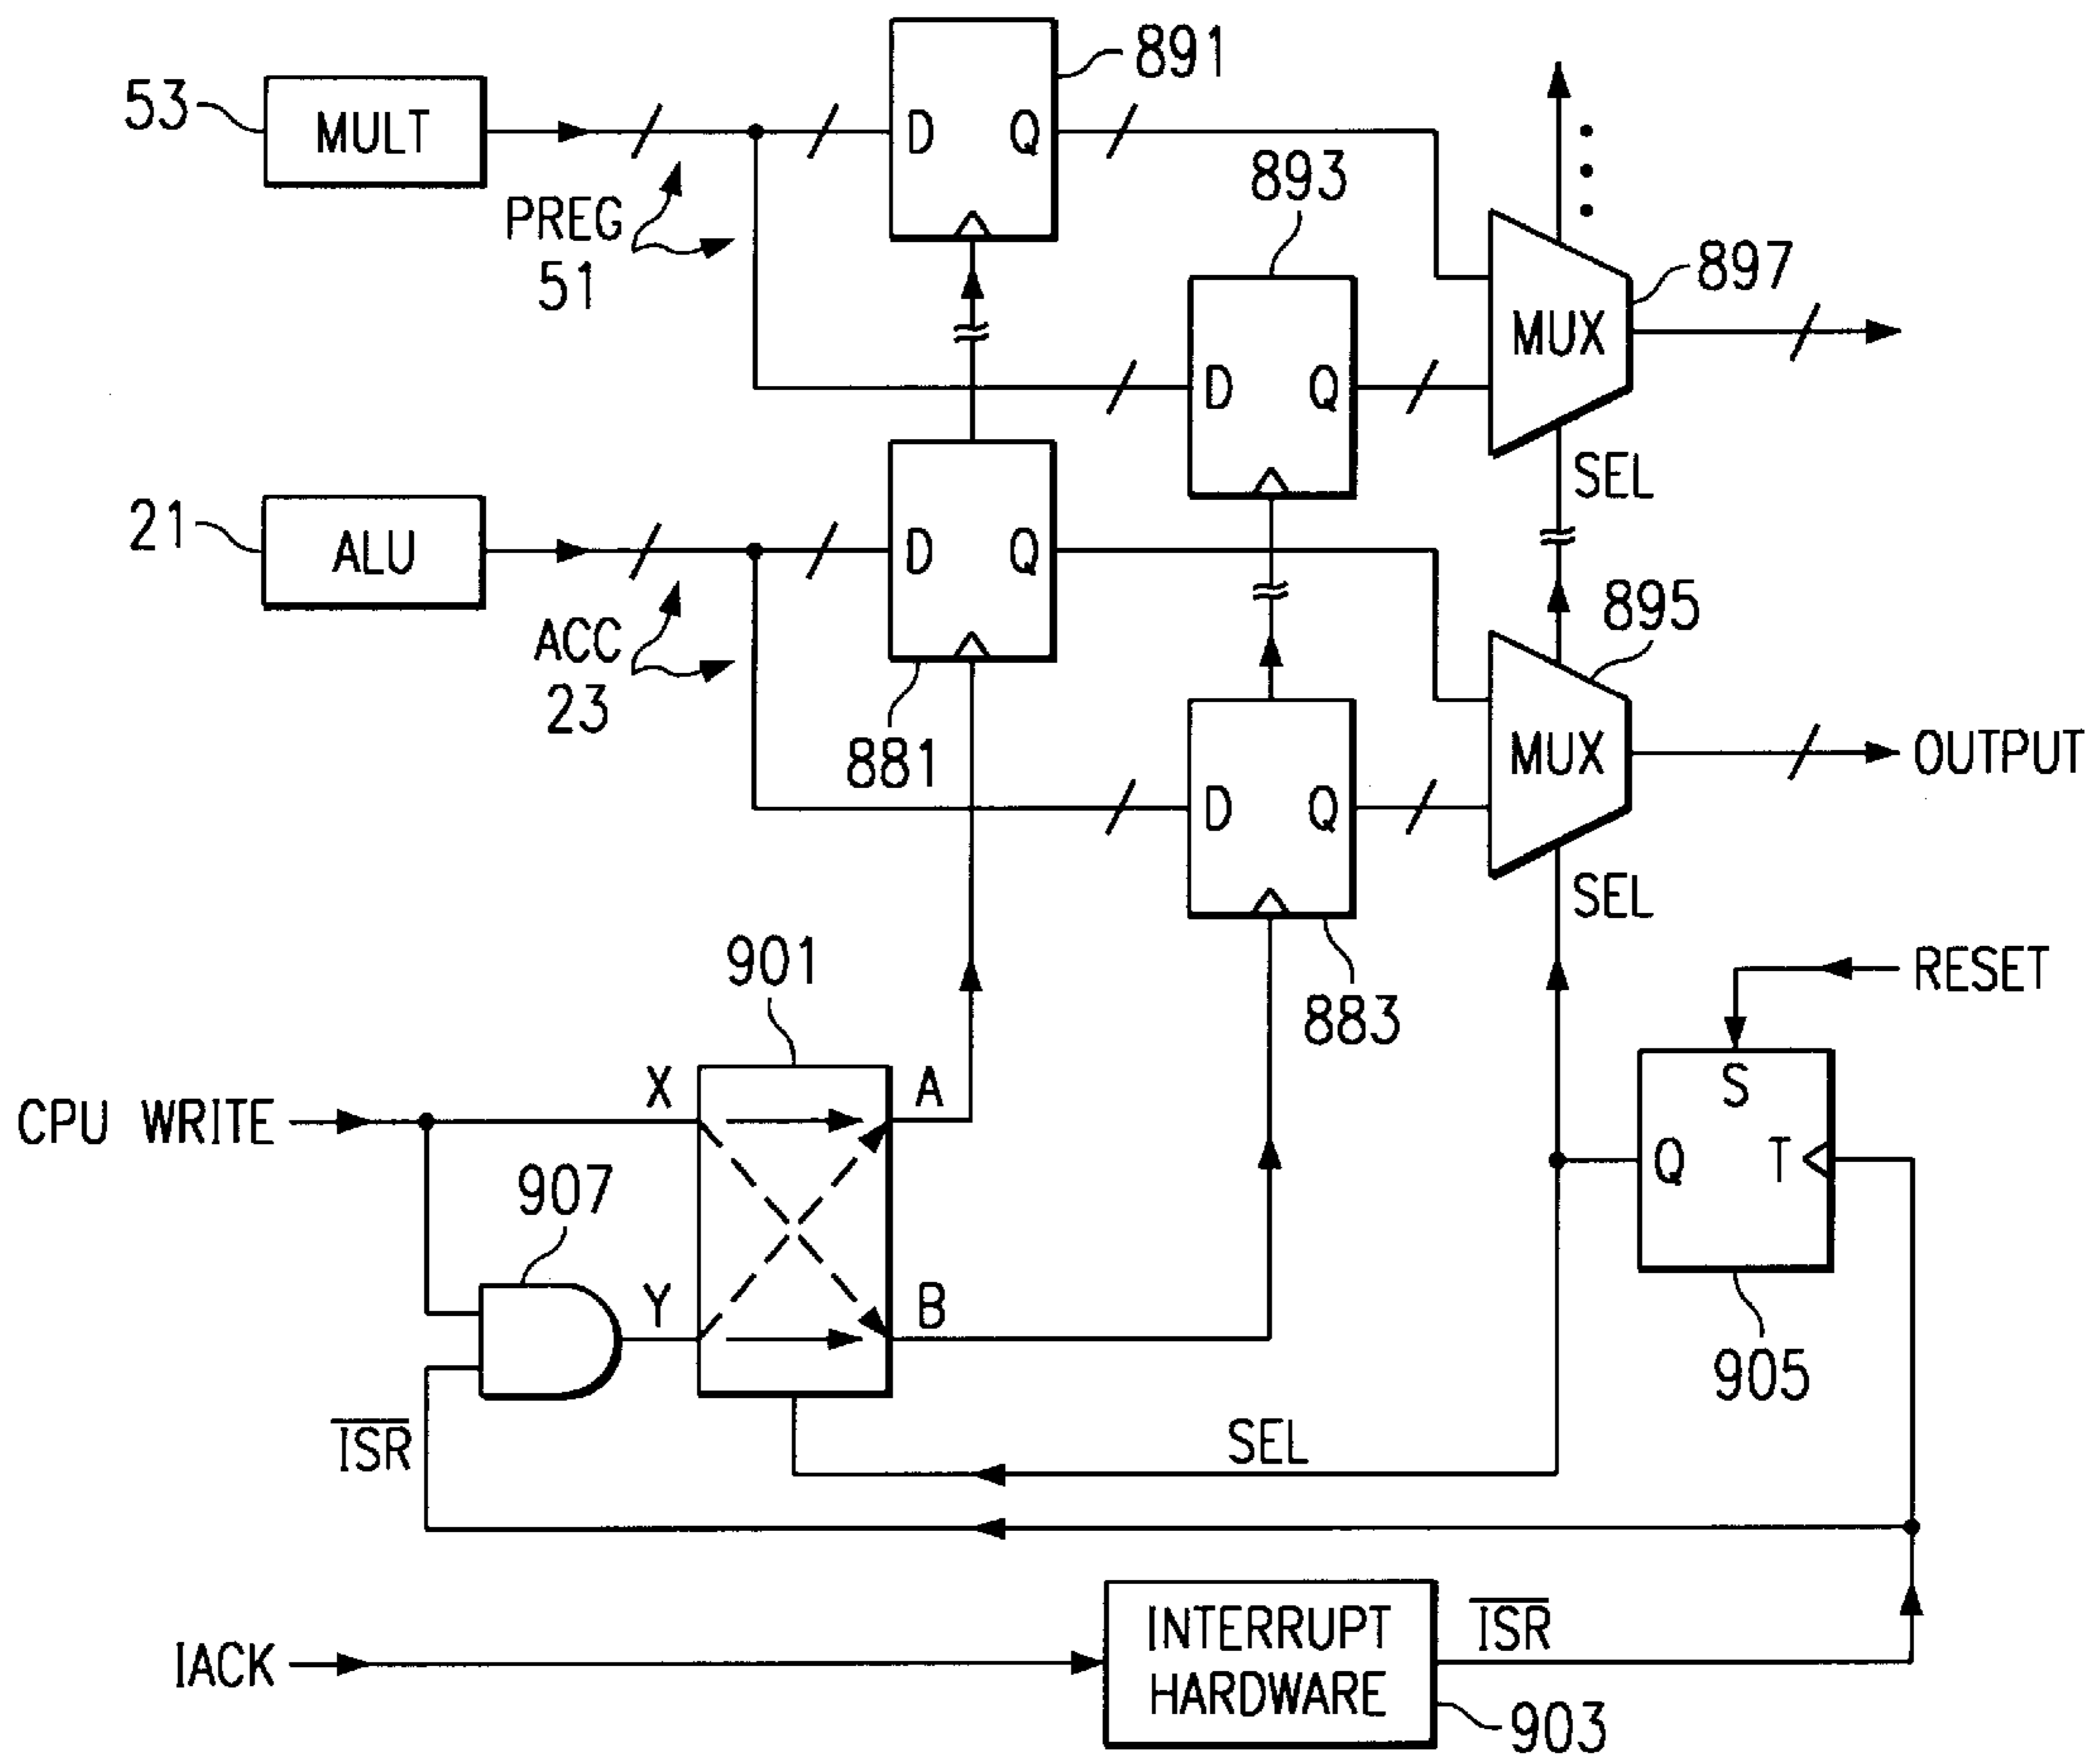 891
53
MULT
D
Q
893
PREG
51
897
MUX
D
Q
SEL
21
ALU
D
Q
895
ACC
23
881
MUX
OUTPUT
D
Q
SEL
901
RESET
883
X
A
S
CPU WRITE
907
Q
T
Y
B
905
ISR
SEL
INTERRUPT
HARDWARE
ISR
IACK
903